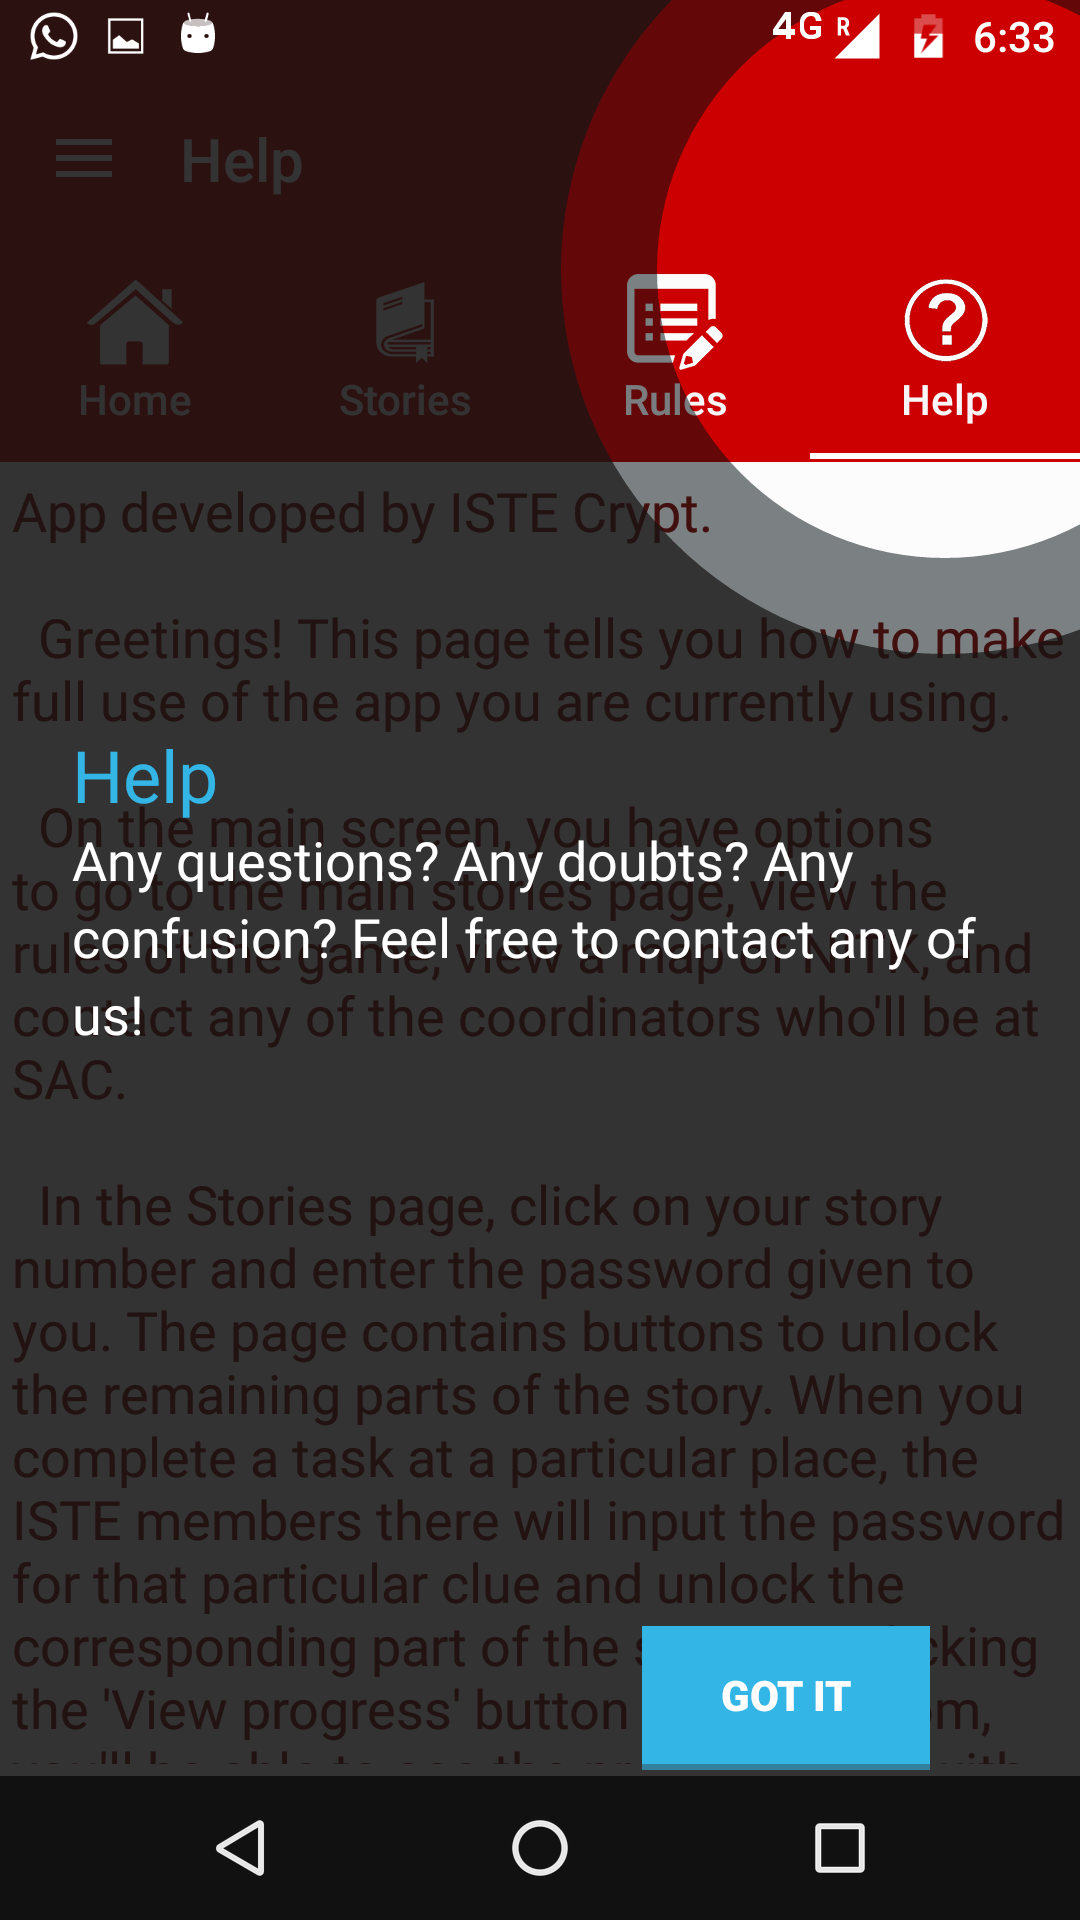 4G R 6:33
Help
Home Stories Rules Help
App developed by ISTE Crypt.
Greetings! This page tells you how to make
full use of the app you are currently using.
Help
On the main screen, you have options
Any questions? Any doubts? Any
to go to the main stories page, view the
confusion? Feel free to contact any of
rules of the game, view a map of NITK, and
us!
contact any of the coordinators who'll be at
SAC.
In the Stories page, click on your story
number and enter the password given to
you. The page contains buttons to unlock
the remaining parts of the story. When you
complete a task at a particular place, the
ISTE members there will input the password
for that particular clue and unlock the
corresponding part of the
GOT IT
the 'View progress' button